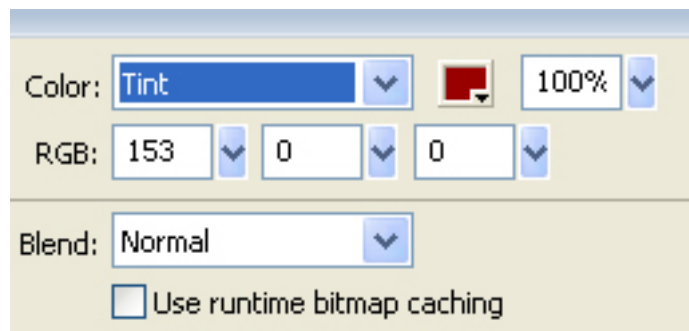 Color: Tint 100%
RGB: 153 0 0
Blend: Normal
Use runtime bitmap caching